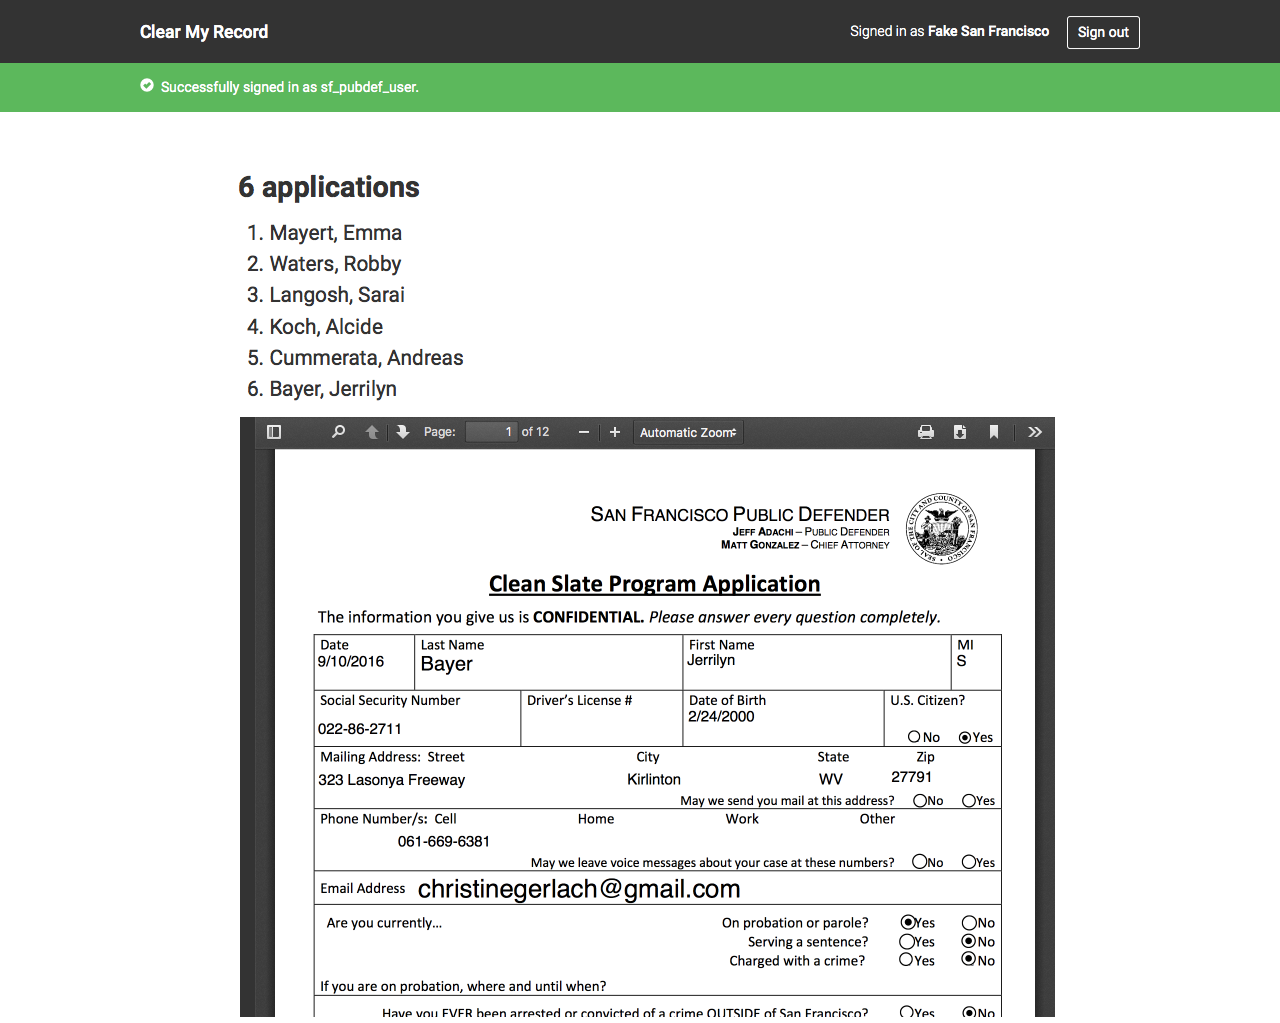 Clear My Record
Signed in as Fake San Francisco
Sign out
Successfully signed in as sf_pubdef_user.
6 applications
1. Mayert, Emma
2. Waters, Robby
3. Langosh, Sarai
4. Koch, Alcide
5. Cummerata, Andreas
6. Bayer, Jerrilyn
Page: 1 of 12
Automatic Zoom
SAN FRANCISCO PUBLIC DEFENDER
JEFF ADACHI – PUBLIC DEFENDER
MATT GONZALEZ – CHIEF ATTORNEY
SEAL OF THE CITY AND COUNTY OF SAN FRANCISCO
Clean Slate Program Application
The information you give us is CONFIDENTIAL. Please answer every question completely.
Date Last Name First Name MI
9/10/2016 Bayer Jerrilyn S
Social Security Number Driver's License # Date of Birth U.S. Citizen?
022-86-2711 2/24/2000
No Yes
Mailing Address: Street City State Zip
323 Lasonya Freeway Kirlinton WV 27791
May we send you mail at this address? No Yes
Phone Number/s: Cell Home Work Other
061-669-6381
May we leave voice messages about your case at these numbers? No Yes
Email Address christinegerlach@gmail.com
Are you currently... On probation or parole? Yes No
Serving a sentence? Yes No
Charged with a crime? Yes No
If you are on probation, where and until when?
Have you EVER been arrested or convicted of a crime OUTSIDE of San Francisco? Yes No